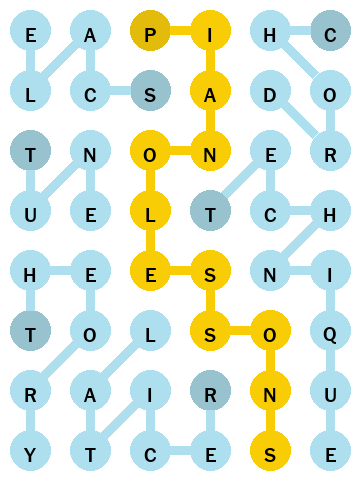 E A P I H C
L C S A D O
T N O N E R
U E L T C H
H E E S N I
T O L S O Q
R A I R N U
Y T C E S E